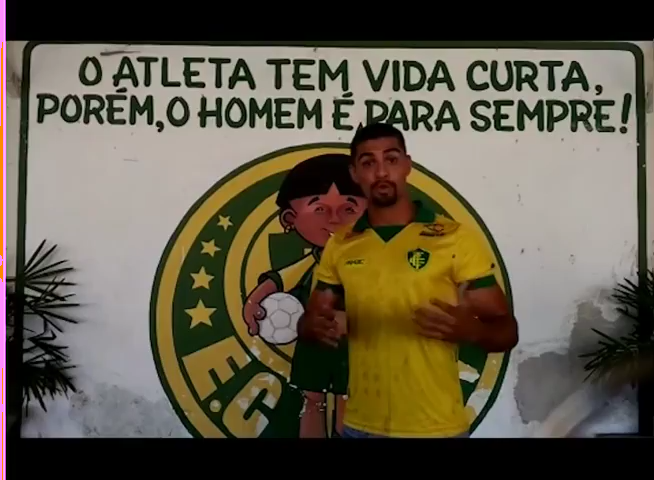 O ATLETA TEM VIDA CURTA,
PORÉM, O HOMEM É PARA SEMPRE!
E.C